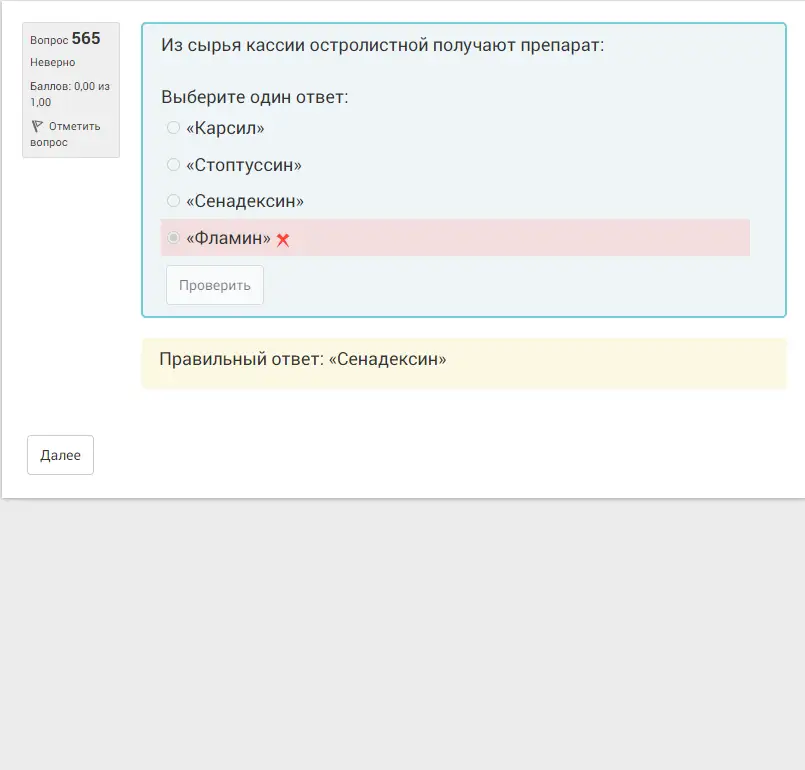 Вопрос 565
Неверно
Баллов: 0,00 из
1,00
Отметить
вопрос
Из сырья кассии остролистной получают препарат:
Выберите один ответ:
«Карсил»
«Стоптуссин»
«Сенадексин»
«Фламин»
Проверить
Правильный ответ: «Сенадексин»
Далее